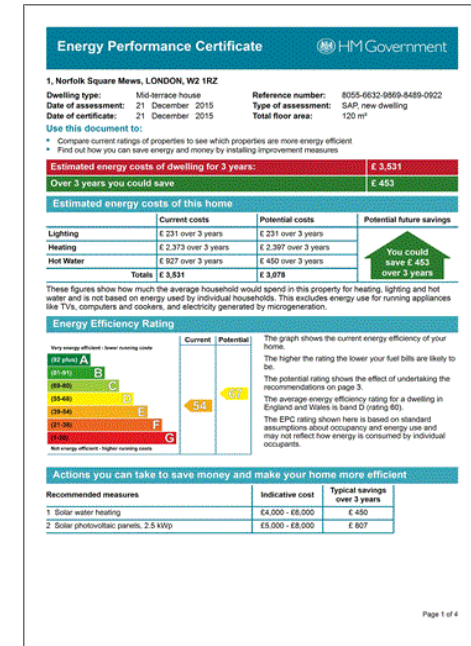 Energy Performance Certificate
HM Government
1, Norfolk Square Mews, LONDON, W2 1RZ
Dwelling type: Mid-terrace house Reference number: 8055-6632-9869-8489-0922
Date of assessment: 21 December 2015 Type of assessment: SAP, new dwelling
Date of certificate: 21 December 2015 Total floor area: 120 m²
Use this document to:
• Compare current ratings of properties to see which properties are more energy efficient
• Find out how you can save energy and money by installing improvement measures
Estimated energy costs of dwelling for 3 years: £ 3,531
Over 3 years you could save £ 453
Estimated energy costs of this home
Current costs Potential costs Potential future savings
Lighting £ 231 over 3 years £ 231 over 3 years
Heating £ 2,373 over 3 years £ 2,397 over 3 years
Hot Water £ 927 over 3 years £ 450 over 3 years
Totals £ 3,531 £ 3,078
You could
save £ 453
over 3 years
These figures show how much the average household would spend in this property for heating, lighting and hot
water and is not based on energy used by individual households. This excludes energy use for running appliances
like TVs, computers and cookers, and electricity generated by microgeneration.
Energy Efficiency Rating
Current Potential
Very energy efficient - lower running costs
(92 plus) A
(81-91) B
(69-80) C
(55-68) D
(39-54) E
(21-38) F
(1-20) G
Not energy efficient - higher running costs
54
The graph shows the current energy efficiency of your
home.
The higher the rating the lower your fuel bills are likely to
be.
The potential rating shows the effect of undertaking the
recommendations on page 3.
The average energy efficiency rating for a dwelling in
England and Wales is band D (rating 60).
The EPC rating shown here is based on standard
assumptions about occupancy and energy use and
may not reflect how energy is consumed by individual
occupants.
Actions you can take to save money and make your home more efficient
Recommended measures Indicative cost Typical savings
over 3 years
1 Solar water heating £4,000 - £6,000 £ 450
2 Solar photovoltaic panels, 2.5 kWp £5,000 - £8,000 £ 807
Page 1 of 4